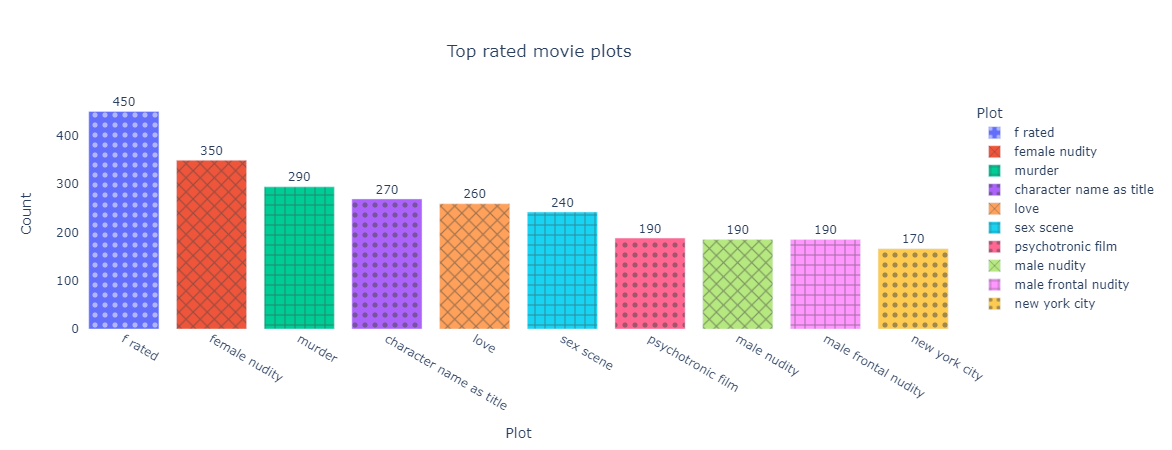 Top rated movie plots
Count
400
300
200
100
0
450
350
290
270
260
240
190
190
190
170
f rated
female nudity
murder
character name as title
love
sex scene
psychotronic film
male nudity
male frontal nudity
new york city
Plot
Plot
f rated
female nudity
murder
character name as title
love
sex scene
psychotronic film
male nudity
male frontal nudity
new york city